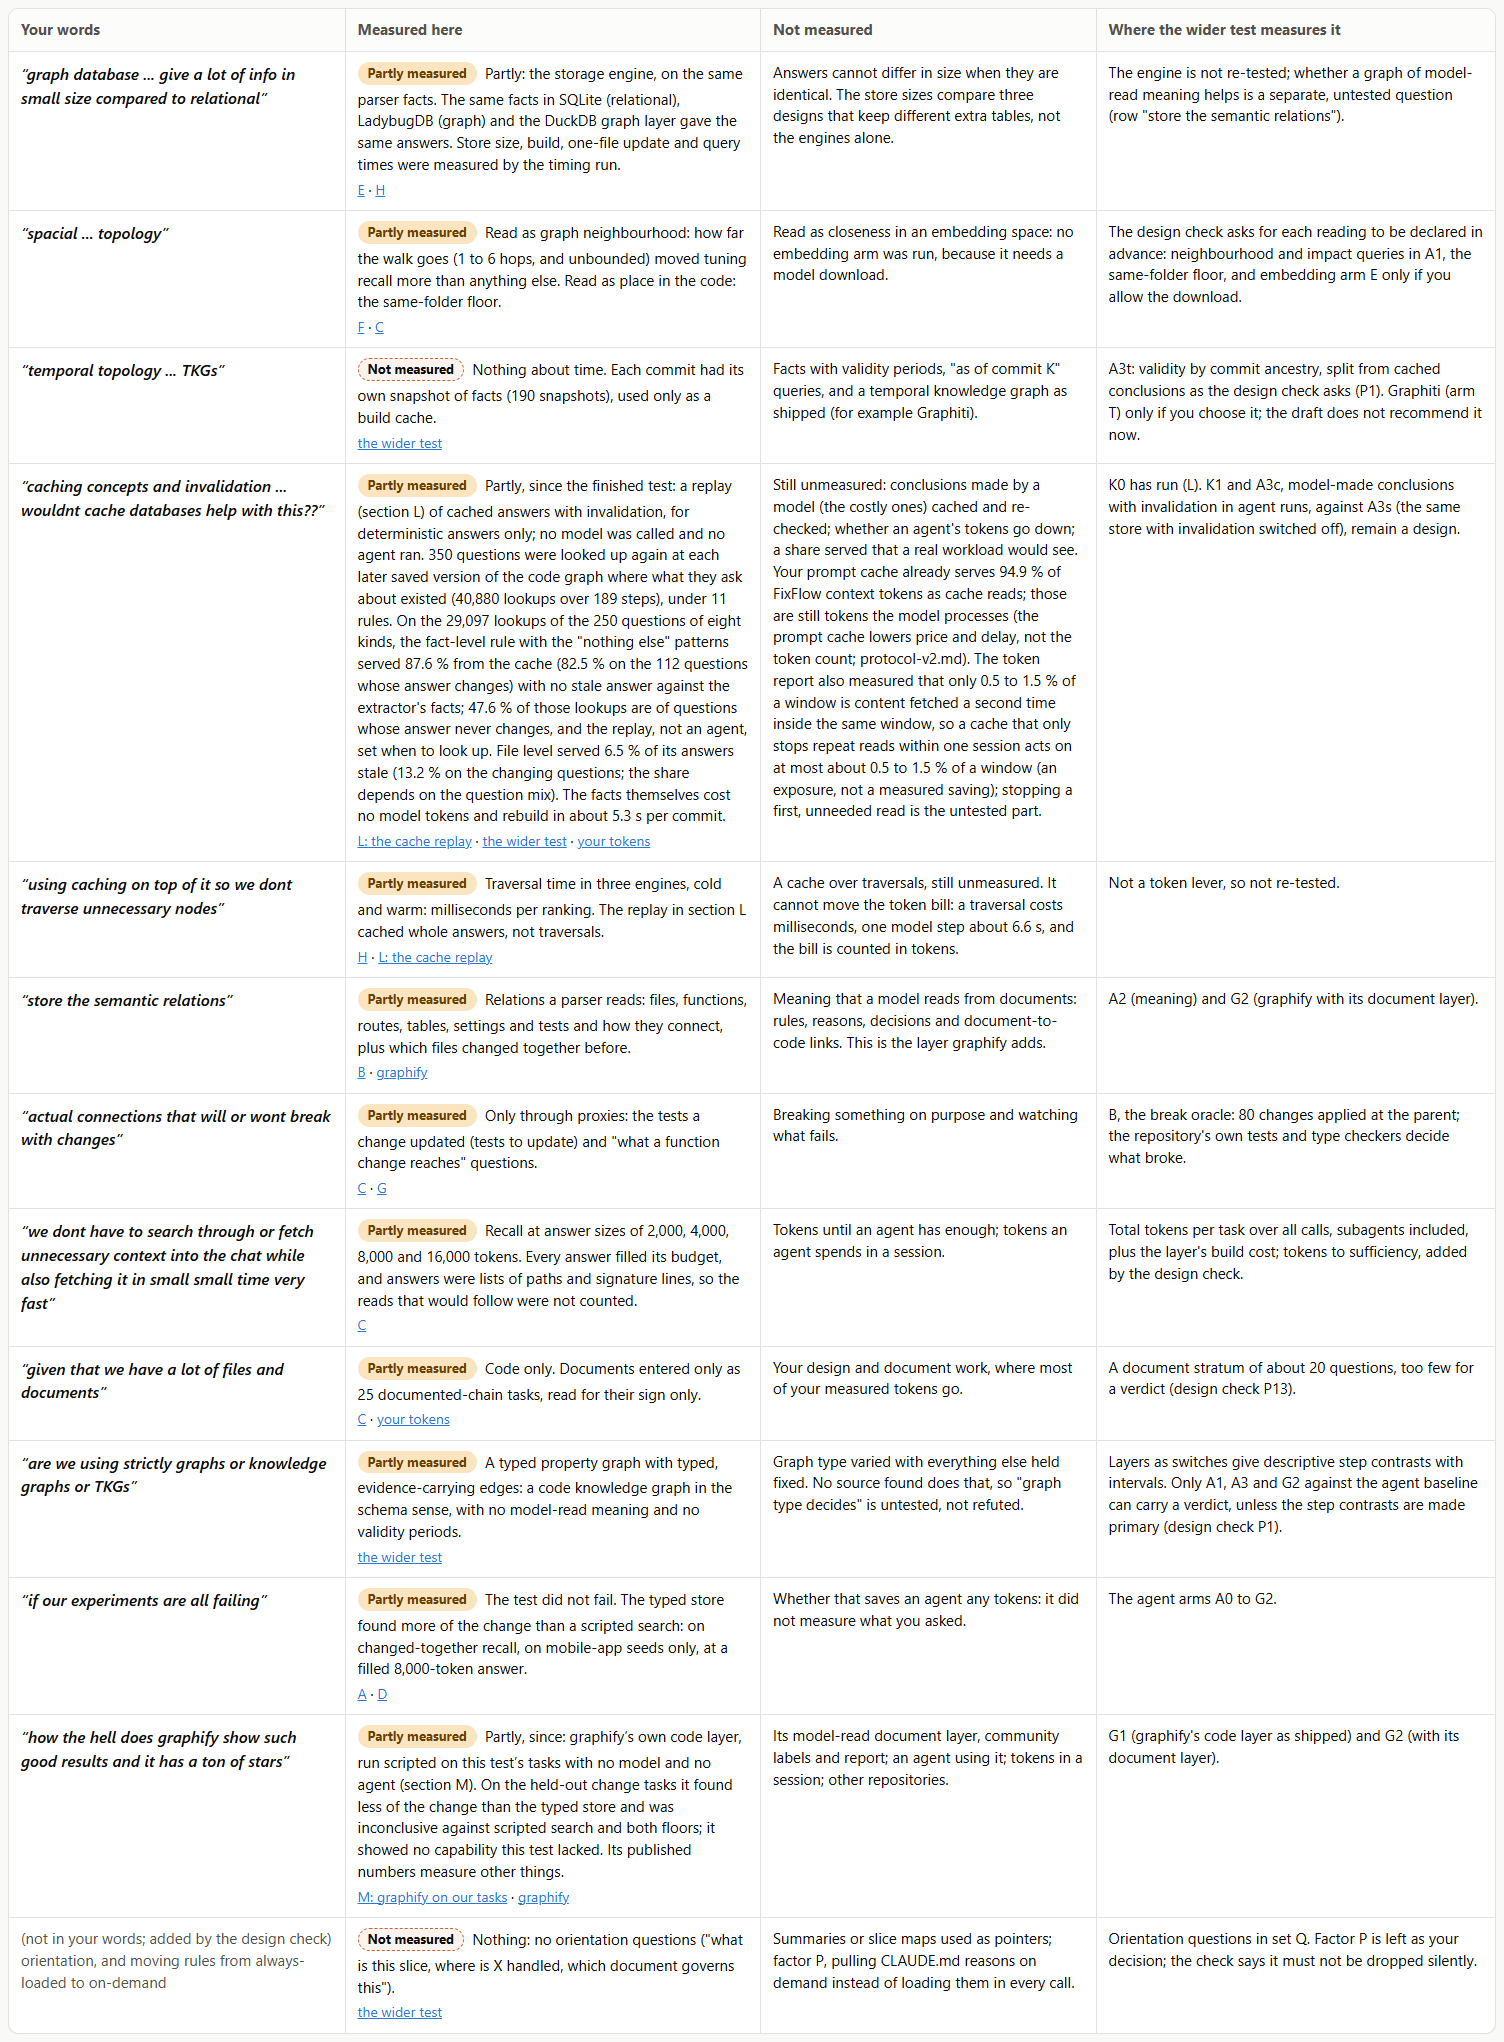 Your words
Measured here
Not measured
Where the wider test measures it
“graph database ... give a lot of info in
small size compared to relational”
Partly measured Partly: the storage engine, on the same
parser facts. The same facts in SQLite (relational),
LadybugDB (graph) and the DuckDB graph layer gave the
same answers. Store size, build, one-file update and query
times were measured by the timing run.
E · H
Answers cannot differ in size when they are
identical. The store sizes compare three
designs that keep different extra tables, not
the engines alone.
The engine is not re-tested; whether a graph of model-
read meaning helps is a separate, untested question
(row "store the semantic relations").
“spacial ... topology”
Partly measured Read as graph neighbourhood: how far
the walk goes (1 to 6 hops, and unbounded) moved tuning
recall more than anything else. Read as place in the code:
the same-folder floor.
F · C
Read as closeness in an embedding space: no
embedding arm was run, because it needs a
model download.
The design check asks for each reading to be declared in
advance: neighbourhood and impact queries in A1, the
same-folder floor, and embedding arm E only if you
allow the download.
“temporal topology ... TKGs”
Not measured Nothing about time. Each commit had its
own snapshot of facts (190 snapshots), used only as a
build cache.
the wider test
Facts with validity periods, "as of commit K"
queries, and a temporal knowledge graph as
shipped (for example Graphiti).
A3t: validity by commit ancestry, split from cached
conclusions as the design check asks (P1). Graphiti (arm
T) only if you choose it; the draft does not recommend it
now.
“caching concepts and invalidation ...
wouldnt cache databases help with this??”
Partly measured Partly, since the finished test: a replay
(section L) of cached answers with invalidation, for
deterministic answers only; no model was called and no
agent ran. 350 questions were looked up again at each
later saved version of the code graph where what they ask
about existed (40,880 lookups over 189 steps), under 11
rules. On the 29,097 lookups of the 250 questions of eight
kinds, the fact-level rule with the "nothing else" patterns
served 87.6 % from the cache (82.5 % on the 112 questions
whose answer changes) with no stale answer against the
extractor's facts; 47.6 % of those lookups are of questions
whose answer never changes, and the replay, not an agent,
set when to look up. File level served 6.5 % of its answers
stale (13.2 % on the changing questions; the share
depends on the question mix). The facts themselves cost
no model tokens and rebuild in about 5.3 s per commit.
L: the cache replay · the wider test · your tokens
Still unmeasured: conclusions made by a
model (the costly ones) cached and re-
checked; whether an agent's tokens go down;
a share served that a real workload would see.
Your prompt cache already serves 94.9 % of
FixFlow context tokens as cache reads; those
are still tokens the model processes (the
prompt cache lowers price and delay, not the
token count; protocol-v2.md). The token
report also measured that only 0.5 to 1.5 % of
a window is content fetched a second time
inside the same window, so a cache that only
stops repeat reads within one session acts on
at most about 0.5 to 1.5 % of a window (an
exposure, not a measured saving); stopping a
first, unneeded read is the untested part.
K0 has run (L). K1 and A3c, model-made conclusions
with invalidation in agent runs, against A3s (the same
store with invalidation switched off), remain a design.
“using caching on top of it so we dont
traverse unnecessary nodes”
Partly measured Traversal time in three engines, cold
and warm: milliseconds per ranking. The replay in section L
cached whole answers, not traversals.
H · L: the cache replay
A cache over traversals, still unmeasured. It
cannot move the token bill: a traversal costs
milliseconds, one model step about 6.6 s, and
the bill is counted in tokens.
Not a token lever, so not re-tested.
“store the semantic relations”
Partly measured Relations a parser reads: files, functions,
routes, tables, settings and tests and how they connect,
plus which files changed together before.
B · graphify
Meaning that a model reads from documents:
rules, reasons, decisions and document-to-
code links. This is the layer graphify adds.
A2 (meaning) and G2 (graphify with its document layer).
“actual connections that will or wont break
with changes”
Partly measured Only through proxies: the tests a
change updated (tests to update) and "what a function
change reaches" questions.
C · G
Breaking something on purpose and watching
what fails.
B, the break oracle: 80 changes applied at the parent;
the repository's own tests and type checkers decide
what broke.
“we dont have to search through or fetch
unnecessary context into the chat while
also fetching it in small small time very
fast”
Partly measured Recall at answer sizes of 2,000, 4,000,
8,000 and 16,000 tokens. Every answer filled its budget,
and answers were lists of paths and signature lines, so the
reads that would follow were not counted.
C
Tokens until an agent has enough; tokens an
agent spends in a session.
Total tokens per task over all calls, subagents included,
plus the layer's build cost; tokens to sufficiency, added
by the design check.
“given that we have a lot of files and
documents”
Partly measured Code only. Documents entered only as
25 documented-chain tasks, read for their sign only.
C · your tokens
Your design and document work, where most
of your measured tokens go.
A document stratum of about 20 questions, too few for
a verdict (design check P13).
“are we using strictly graphs or knowledge
graphs or TKGs”
Partly measured A typed property graph with typed,
evidence-carrying edges: a code knowledge graph in the
schema sense, with no model-read meaning and no
validity periods.
the wider test
Graph type varied with everything else held
fixed. No source found does that, so "graph
type decides" is untested, not refuted.
Layers as switches give descriptive step contrasts with
intervals. Only A1, A3 and G2 against the agent baseline
can carry a verdict, unless the step contrasts are made
primary (design check P1).
“if our experiments are all failing”
Partly measured The test did not fail. The typed store
found more of the change than a scripted search: on
changed-together recall, on mobile-app seeds only, at a
filled 8,000-token answer.
A · D
Whether that saves an agent any tokens: it did
not measure what you asked.
The agent arms A0 to G2.
“how the hell does graphify show such
good results and it has a ton of stars”
Partly measured Partly, since: graphify's own code layer,
run scripted on this test's tasks with no model and no
agent (section M). On the held-out change tasks it found
less of the change than the typed store and was
inconclusive against scripted search and both floors; it
showed no capability this test lacked. Its published
numbers measure other things.
M: graphify on our tasks · graphify
Its model-read document layer, community
labels and report; an agent using it; tokens in a
session; other repositories.
G1 (graphify's code layer as shipped) and G2 (with its
document layer).
(not in your words; added by the design check)
orientation, and moving rules from always-
loaded to on-demand
Not measured Nothing: no orientation questions ("what
is this slice, where is X handled, which document governs
this").
the wider test
Summaries or slice maps used as pointers;
factor P, pulling CLAUDE.md reasons on
demand instead of loading them in every call.
Orientation questions in set Q. Factor P is left as your
decision; the check says it must not be dropped silently.